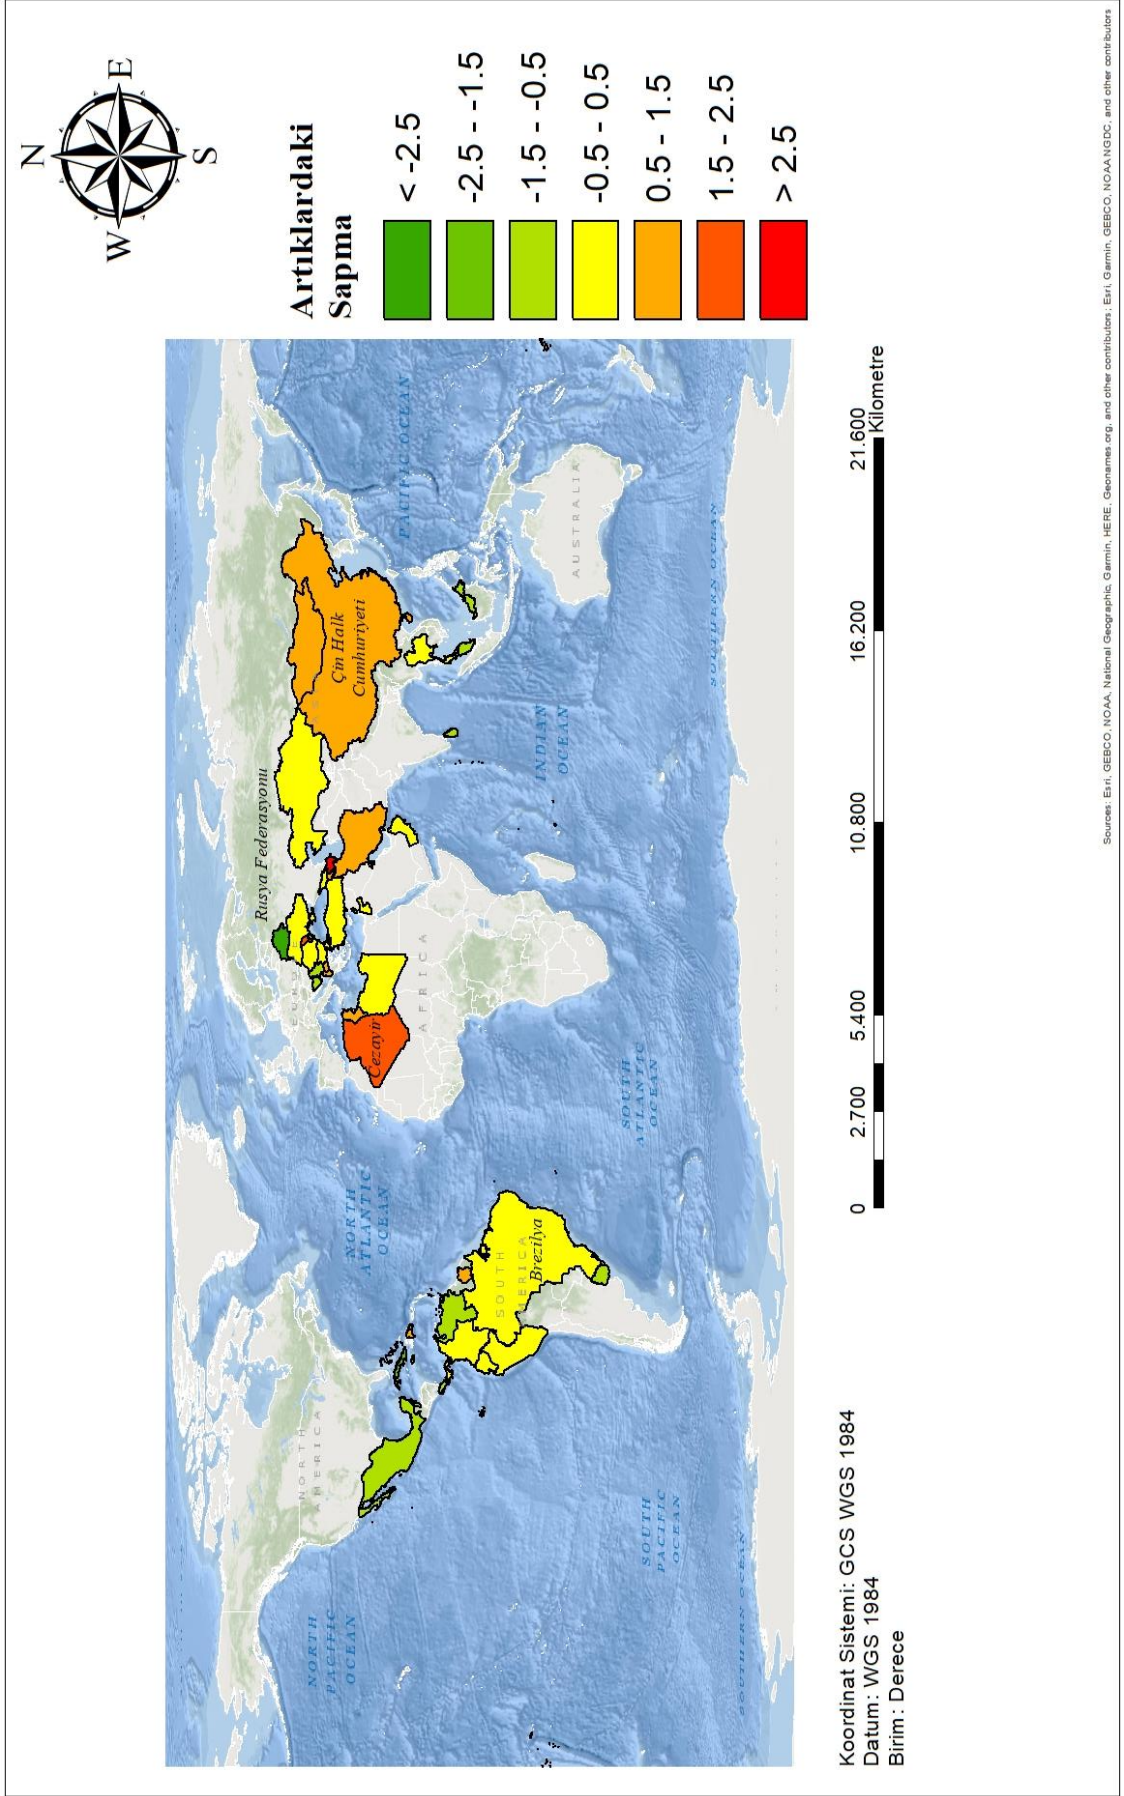 N
W
E
S
Artıklardaki
Sapma
< -2.5
-2.5 - -1.5
-1.5 - -0.5
-0.5 - 0.5
0.5 - 1.5
1.5 - 2.5
> 2.5
Rusya Federasyonu
Çin Halk
Cumhuriyeti
Cezayir
Brezilya
NORTH
AMERICA
NORTH
PACIFIC
OCEAN
NORTH
ATLANTIC
OCEAN
AFRICA
PACIFIC OCEAN
SOUTH
ERICA
INDIAN
OCEAN
AUSTRALIA
SOUTH
PACIFIC
OCEAN
SOUTH
ATLANTIC
OCEAN
SOUTHERN OCEAN
SOUTHERN OCEAN
0 2.700 5.400 10.800 16.200 21.600
Kilometre
Koordinat Sistemi: GCS WGS 1984
Datum: WGS 1984
Birim: Derece
Sources: Esri, GEBCO, NOAA, National Geographic, Garmin, HERE, Geonames.org, and other contributors; Esri, Garmin, GEBCO, NOAA NGDC, and other contributors